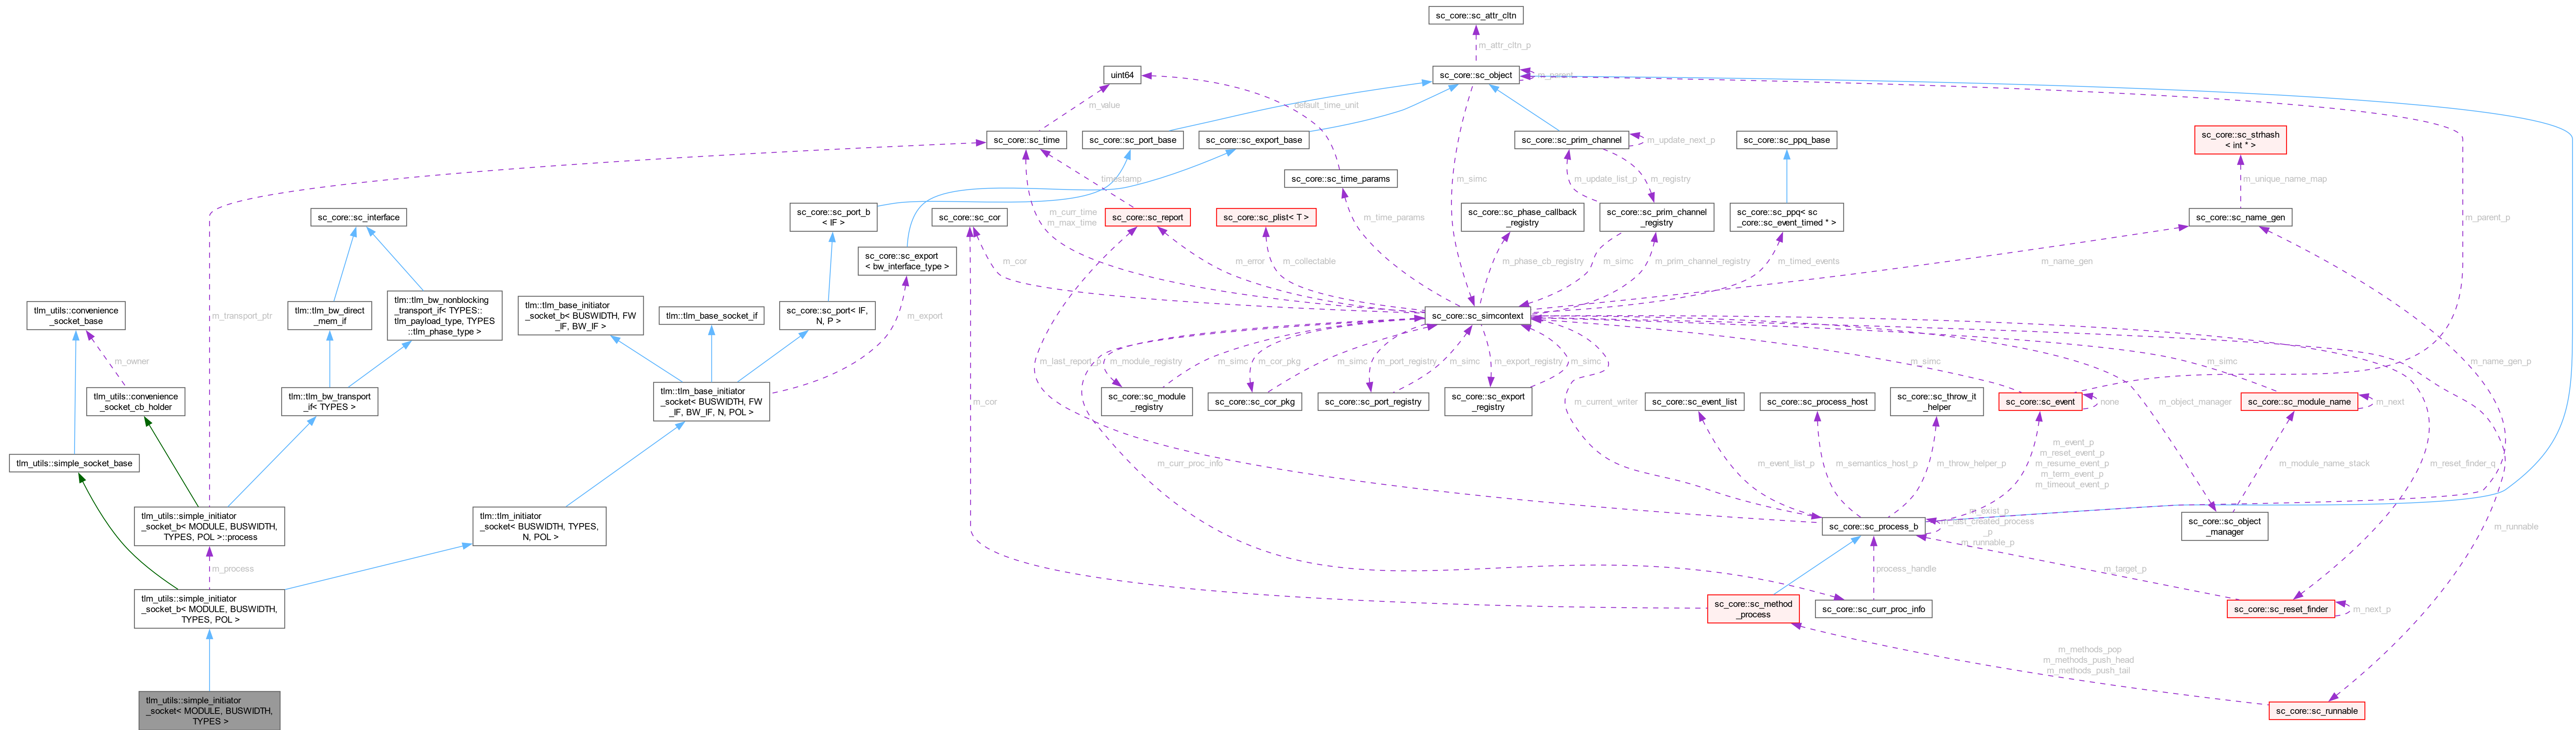 sc_core::sc_attr_cltn
m_attr_cltn_p
uint64
sc_core::sc_object
m_parent
m_value
default_time_unit
sc_core::sc_time
sc_core::sc_port_base
sc_core::sc_export_base
sc_core::sc_prim_channel
m_update_next_p
sc_core::sc_ppq_base
sc_core::sc_strhash
< int * >
timestamp
sc_core::sc_time_params
m_simc
m_update_list_p
m_registry
m_unique_name_map
sc_core::sc_interface
sc_core::sc_port_b
< IF >
sc_core::sc_cor
m_curr_time
m_max_time
sc_core::sc_report
sc_core::sc_plist< T >
m_time_params
sc_core::sc_phase_callback
_registry
sc_core::sc_prim_channel
_registry
sc_core::sc_ppq< sc
_core::sc_event_timed * >
m_parent_p
sc_core::sc_name_gen
sc_core::sc_export
< bw_interface_type >
m_cor
m_error
m_collectable
m_phase_cb_registry
m_simc
m_prim_channel_registry
m_timed_events
m_name_gen
tlm_utils::convenience
_socket_base
m_transport_ptr
tlm::tlm_bw_direct
_mem_if
tlm::tlm_bw_nonblocking
_transport_if< TYPES::
tlm_payload_type, TYPES
::tlm_phase_type >
tlm::tlm_base_initiator
_socket_b< BUSWIDTH, FW
_IF, BW_IF >
tlm::tlm_base_socket_if
sc_core::sc_port< IF,
N, P >
m_export
sc_core::sc_simcontext
m_owner
m_last_report_p
m_module_registry
m_simc
m_cor_pkg
m_simc
m_port_registry
m_simc
m_export_registry
m_simc
m_simc
m_simc
m_name_gen_p
tlm_utils::convenience
_socket_cb_holder
tlm::tlm_bw_transport
_if< TYPES >
tlm::tlm_base_initiator
_socket< BUSWIDTH, FW
_IF, BW_IF, N, POL >
m_cor
sc_core::sc_module
_registry
sc_core::sc_cor_pkg
sc_core::sc_port_registry
sc_core::sc_export
_registry
m_current_writer
sc_core::sc_event_list
sc_core::sc_process_host
sc_core::sc_throw_it
_helper
sc_core::sc_event
none
m_object_manager
sc_core::sc_module_name
m_next
tlm_utils::simple_socket_base
m_curr_proc_info
m_event_list_p
m_semantics_host_p
m_throw_helper_p
m_event_p
m_reset_event_p
m_resume_event_p
m_term_event_p
m_timeout_event_p
m_module_name_stack
m_reset_finder_q
tlm_utils::simple_initiator
_socket_b< MODULE, BUSWIDTH,
TYPES, POL >::process
tlm::tlm_initiator
_socket< BUSWIDTH, TYPES,
N, POL >
sc_core::sc_process_b
m_exist_p
m_last_created_process
_p
m_runnable_p
sc_core::sc_object
_manager
m_runnable
m_process
process_handle
m_target_p
tlm_utils::simple_initiator
_socket_b< MODULE, BUSWIDTH,
TYPES, POL >
sc_core::sc_method
_process
sc_core::sc_curr_proc_info
sc_core::sc_reset_finder
m_next_p
m_methods_pop
m_methods_push_head
m_methods_push_tail
tlm_utils::simple_initiator
_socket< MODULE, BUSWIDTH,
TYPES >
sc_core::sc_runnable